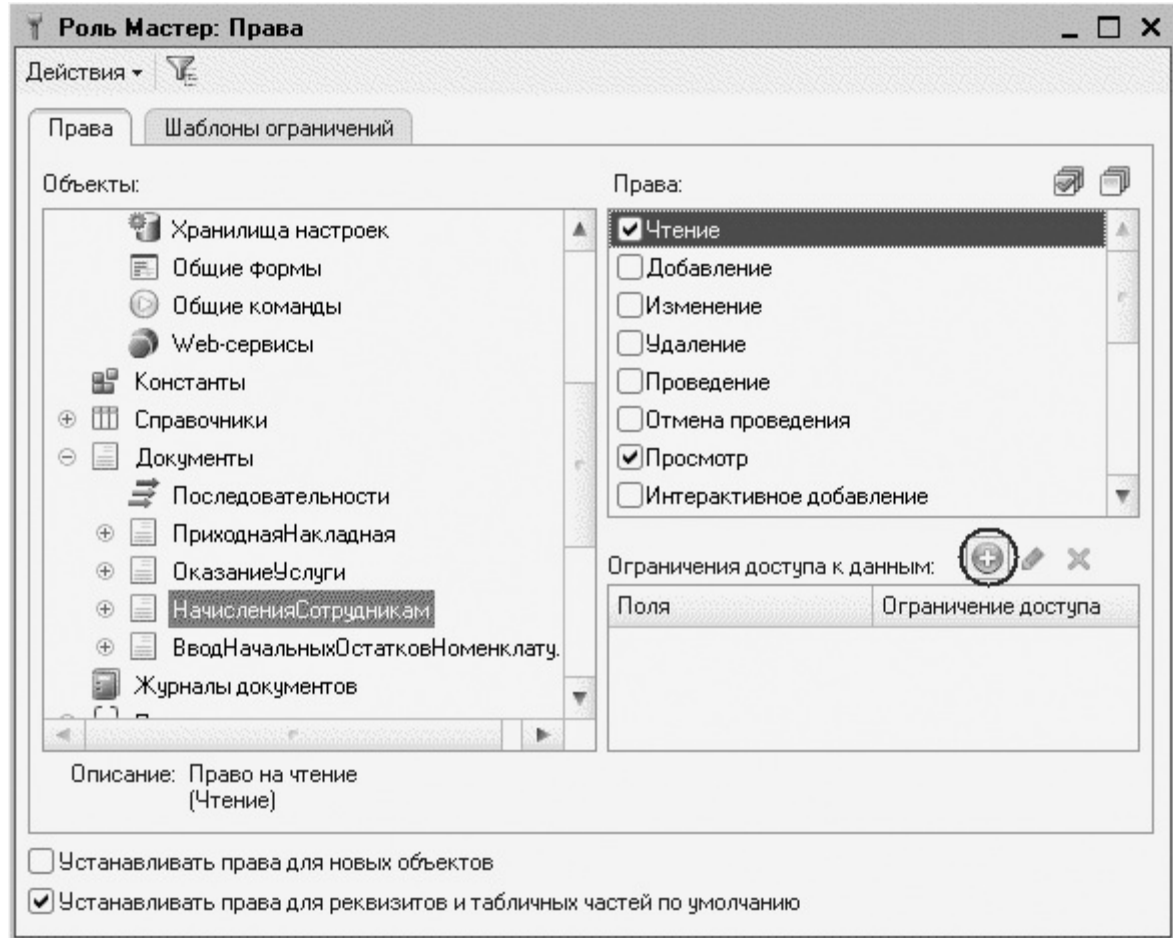 Роль Мастер: Права
Действия
Права
Шаблоны ограничений
Объекты:
Хранилища настроек
Общие формы
Общие команды
Web-сервисы
Константы
Справочники
Документы
Последовательности
ПриходнаяНакладная
ОказаниеУслуги
НачисленияСотрудникам
ВводНачальныхОстатковНоменклату.
Журналы документов
Права:
Чтение
Добавление
Изменение
Удаление
Проведение
Отмена проведения
Просмотр
Интерактивное добавление
Ограничения доступа к данным:
Поля Ограничение доступа
Описание: Право на чтение
(Чтение)
Устанавливать права для новых объектов
Устанавливать права для реквизитов и табличных частей по умолчанию